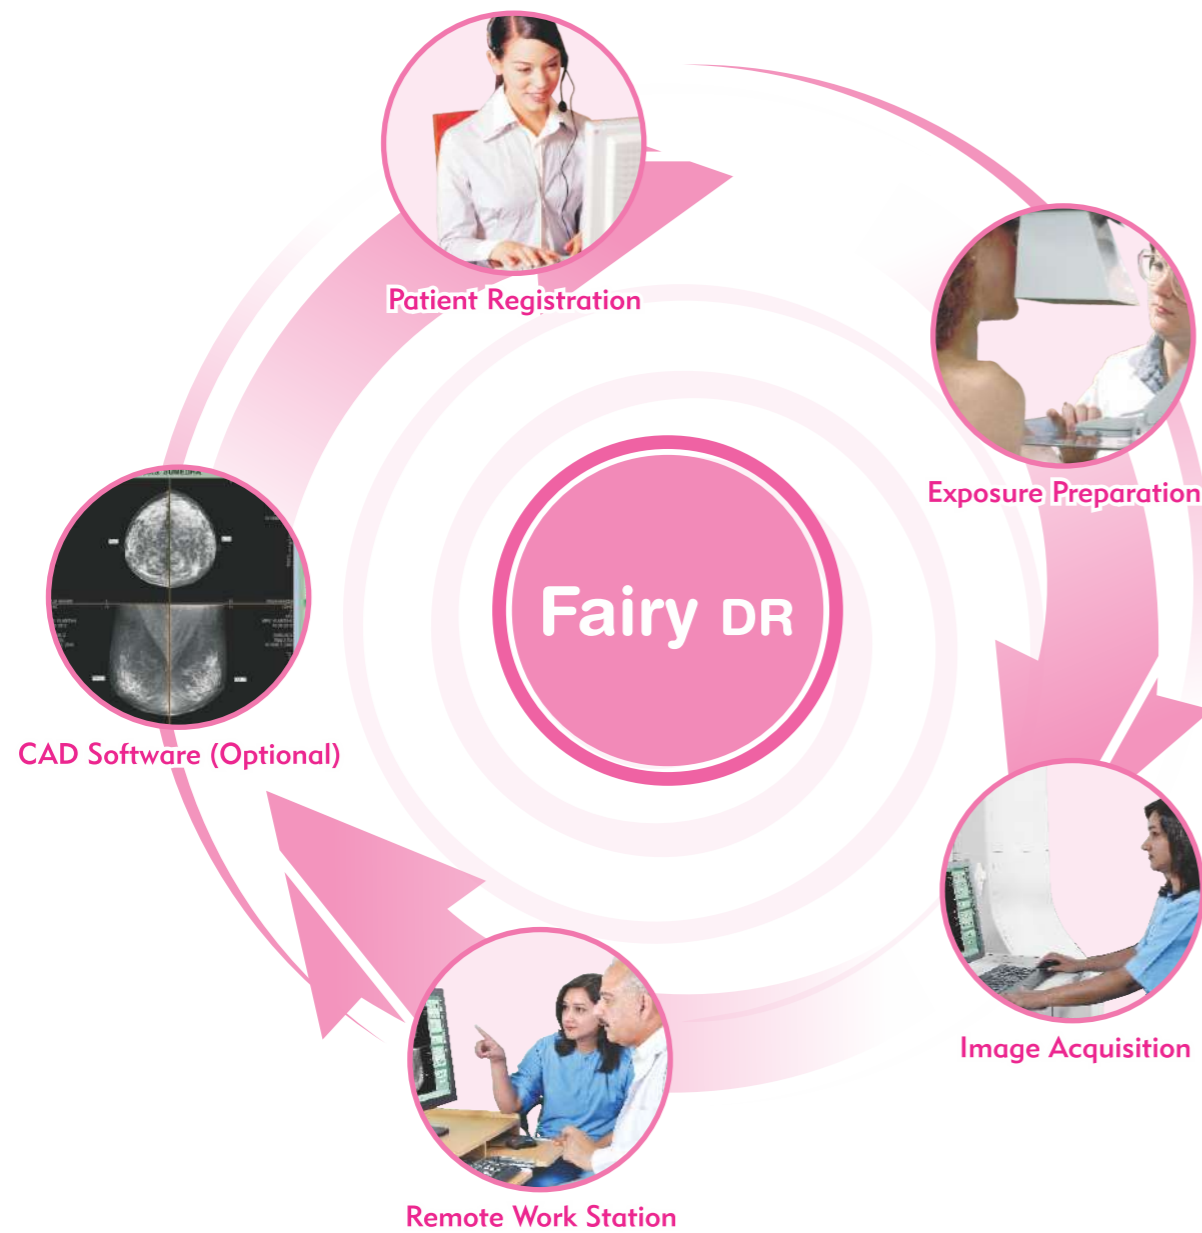 Patient Registration
Exposure Preparation
Fairy DR
CAD Software (Optional)
Image Acquisition
Remote Work Station